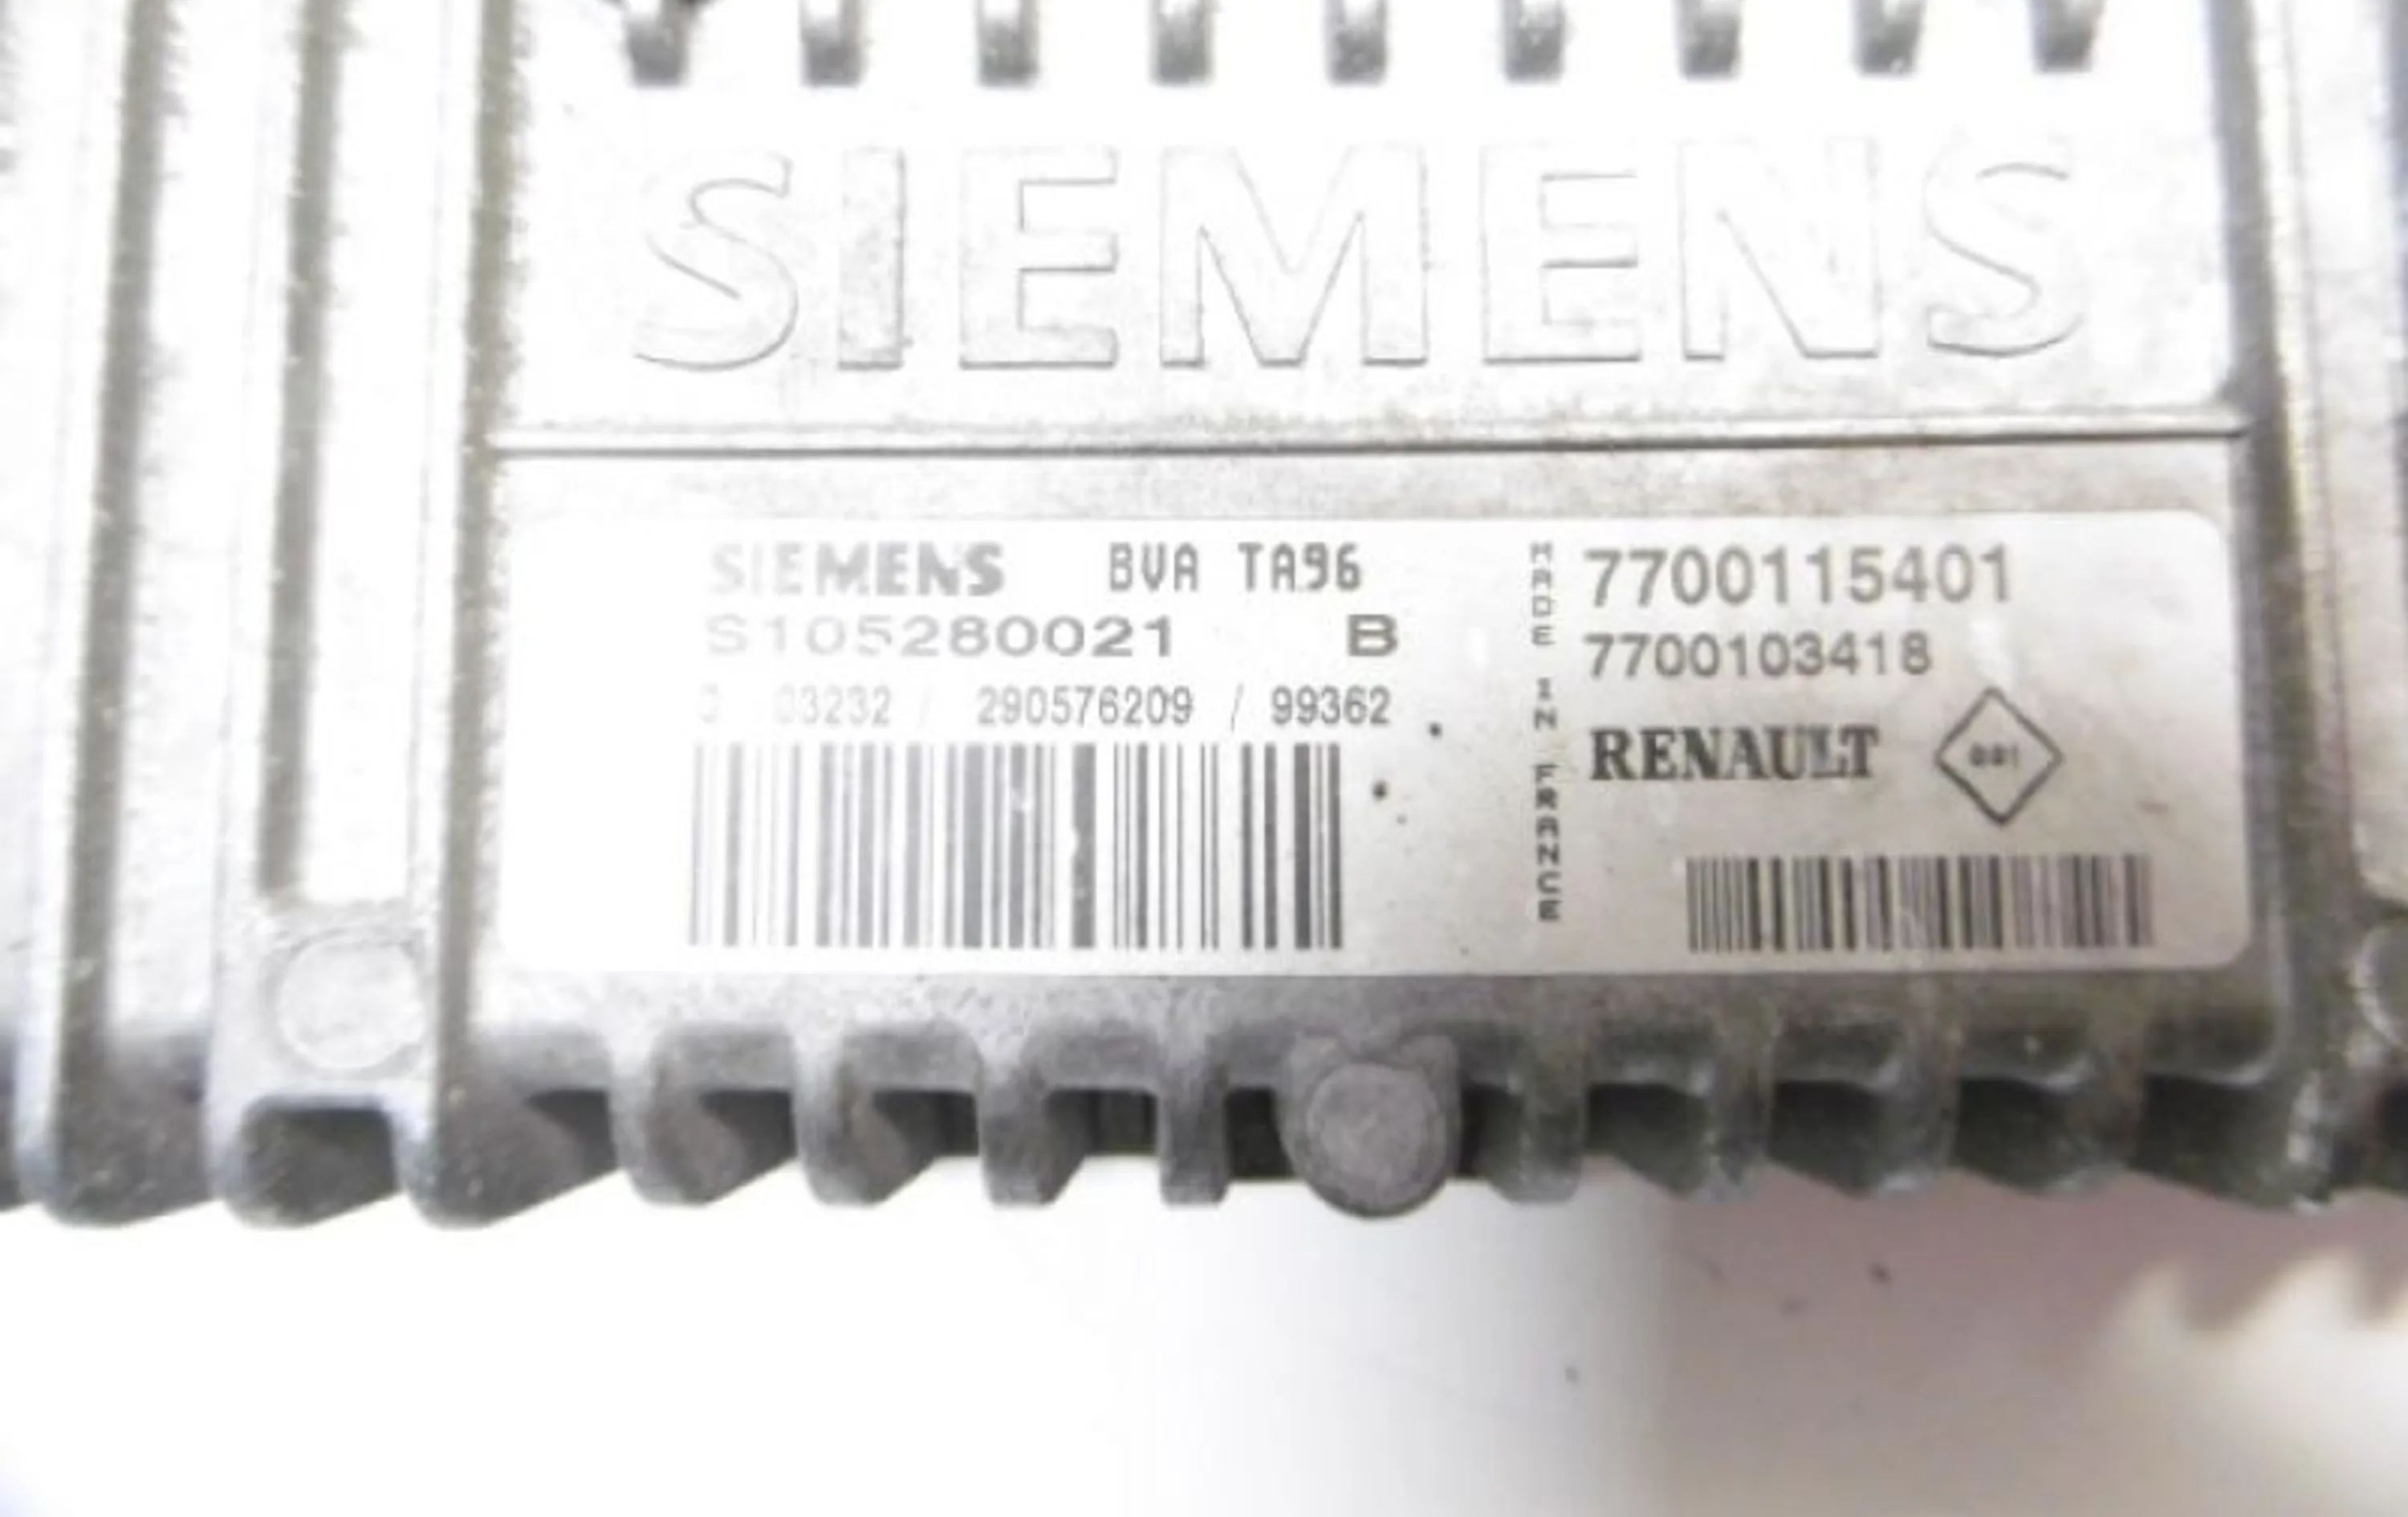 SIEMENS
SIEMENS BVA TA96
S105280021 B
03232 / 290576209 / 99362
MADE IN FRANCE
7700115401
7700103418
RENAULT